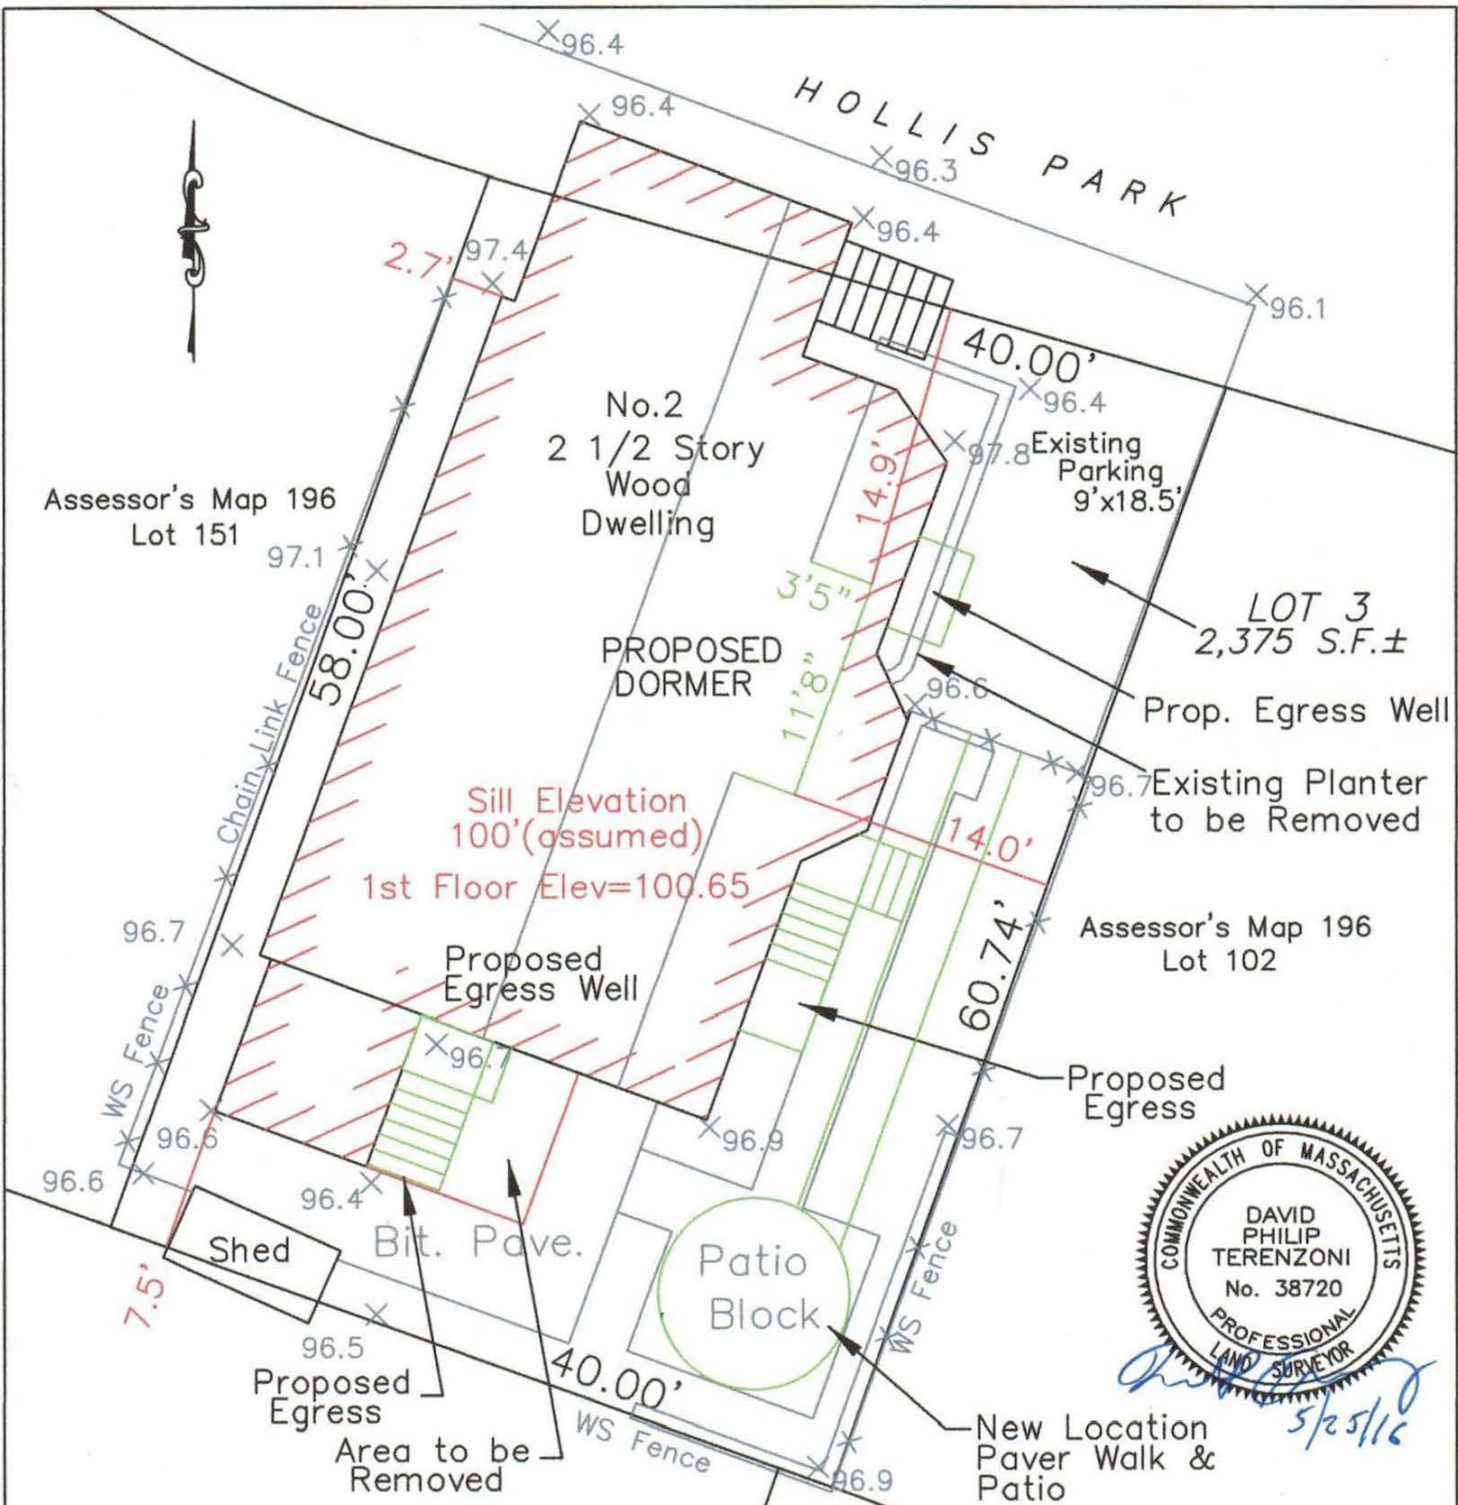 96.4
96.4
HOLLIS PARK
96.3
96.4
97.4
2.7'
96.1
40.00'
96.4
No.2
2 1/2 Story
Wood
Dwelling
14.9'
97.8
Existing
Parking
9'x18.5'
Assessor's Map 196
Lot 151
97.1
3'5"
LOT 3
2,375 S.F.±
58.00'
Chain Link Fence
PROPOSED
DORMER
11'8"
96.6
Prop. Egress Well
96.7
Existing Planter
to be Removed
Sill Elevation
100'(assumed)
14.0'
1st Floor Elev=100.65
96.7
Assessor's Map 196
Lot 102
60.74'
Proposed
Egress Well
WS Fence
96.7
Proposed
Egress
96.6
96.9
96.7
96.6
96.4
Bit. Pave.
Shed
7.5'
Patio
Block
WS Fence
COMMONWEALTH OF MASSACHUSETTS
DAVID
PHILIP
TERENZONI
No. 38720
PROFESSIONAL
LAND SURVEYOR
5/25/16
96.5
Proposed
Egress
40.00'
Area to be
Removed
WS Fence
New Location
Paver Walk &
Patio
96.9